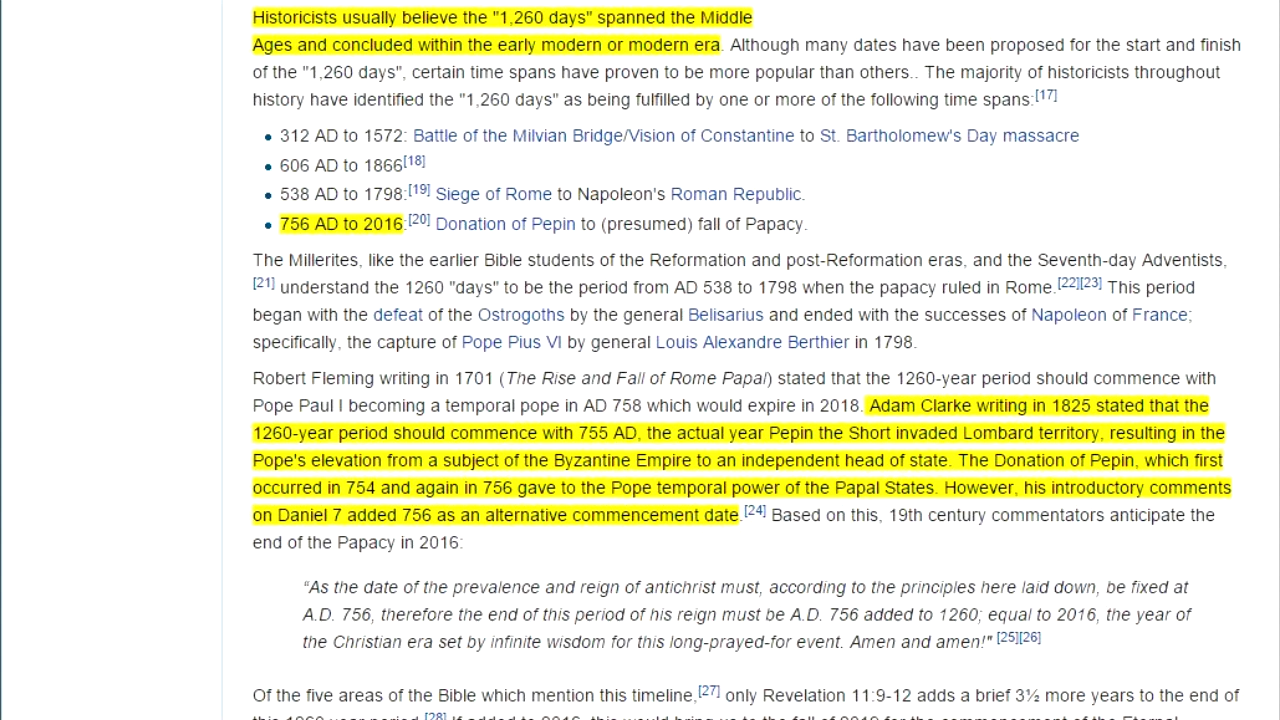 Historicists usually believe the "1,260 days" spanned the Middle
Ages and concluded within the early modern or modern era. Although many dates have been proposed for the start and finish
of the "1,260 days", certain time spans have proven to be more popular than others.. The majority of historicists throughout
history have identified the "1,260 days" as being fulfilled by one or more of the following time spans:[17]
• 312 AD to 1572: Battle of the Milvian Bridge/Vision of Constantine to St. Bartholomew's Day massacre
• 606 AD to 1866[18]
• 538 AD to 1798:[19] Siege of Rome to Napoleon's Roman Republic.
• 756 AD to 2016:[20] Donation of Pepin to (presumed) fall of Papacy.
The Millerites, like the earlier Bible students of the Reformation and post-Reformation eras, and the Seventh-day Adventists,
[21] understand the 1260 "days" to be the period from AD 538 to 1798 when the papacy ruled in Rome.[22][23] This period
began with the defeat of the Ostrogoths by the general Belisarius and ended with the successes of Napoleon of France;
specifically, the capture of Pope Pius VI by general Louis Alexandre Berthier in 1798.
Robert Fleming writing in 1701 (The Rise and Fall of Rome Papal) stated that the 1260-year period should commence with
Pope Paul I becoming a temporal pope in AD 758 which would expire in 2018. Adam Clarke writing in 1825 stated that the
1260-year period should commence with 755 AD, the actual year Pepin the Short invaded Lombard territory, resulting in the
Pope's elevation from a subject of the Byzantine Empire to an independent head of state. The Donation of Pepin, which first
occurred in 754 and again in 756 gave to the Pope temporal power of the Papal States. However, his introductory comments
on Daniel 7 added 756 as an alternative commencement date.[24] Based on this, 19th century commentators anticipate the
end of the Papacy in 2016:
"As the date of the prevalence and reign of antichrist must, according to the principles here laid down, be fixed at
A.D. 756, therefore the end of this period of his reign must be A.D. 756 added to 1260; equal to 2016, the year of
the Christian era set by infinite wisdom for this long-prayed-for event. Amen and amen!" [25][26]
Of the five areas of the Bible which mention this timeline,[27] only Revelation 11:9-12 adds a brief 3½ more years to the end of
[28]